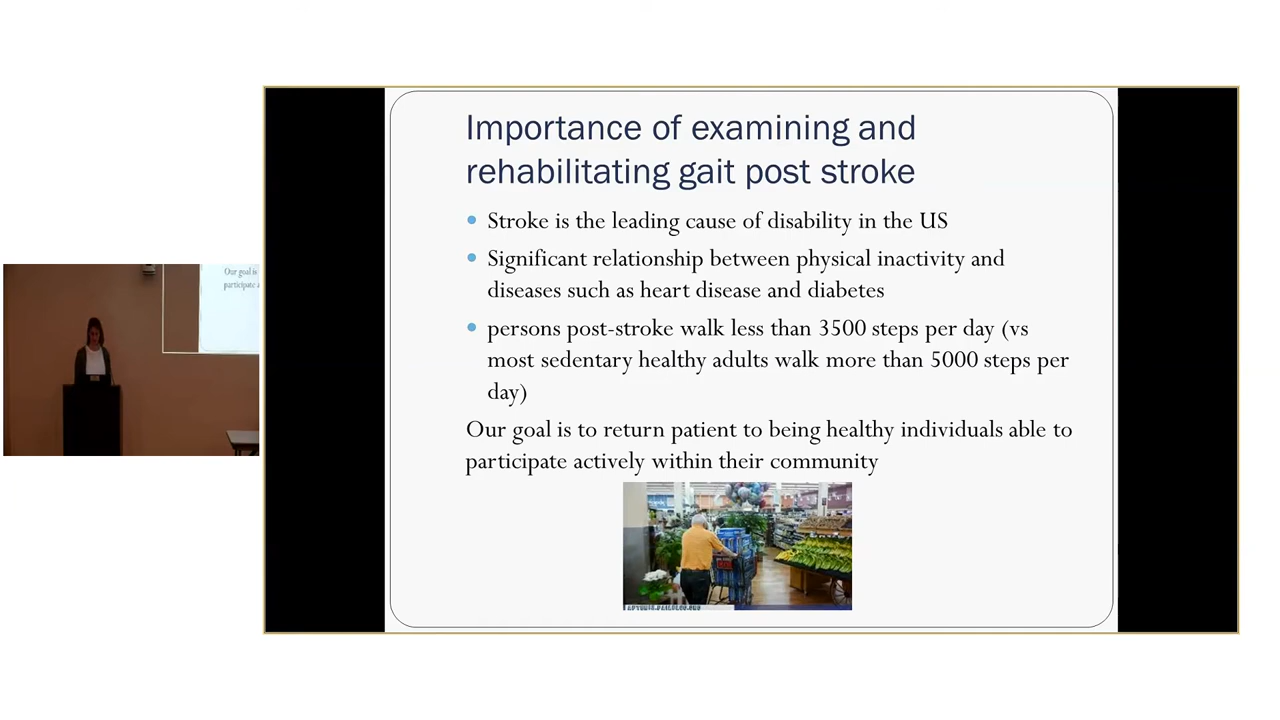 Importance of examining and
rehabilitating gait post stroke
Stroke is the leading cause of disability in the US
Significant relationship between physical inactivity and
diseases such as heart disease and diabetes
persons post-stroke walk less than 3500 steps per day (vs
most sedentary healthy adults walk more than 5000 steps per
day)
Our goal is to return patient to being healthy individuals able to
participate actively within their community
Our goal is
participate a